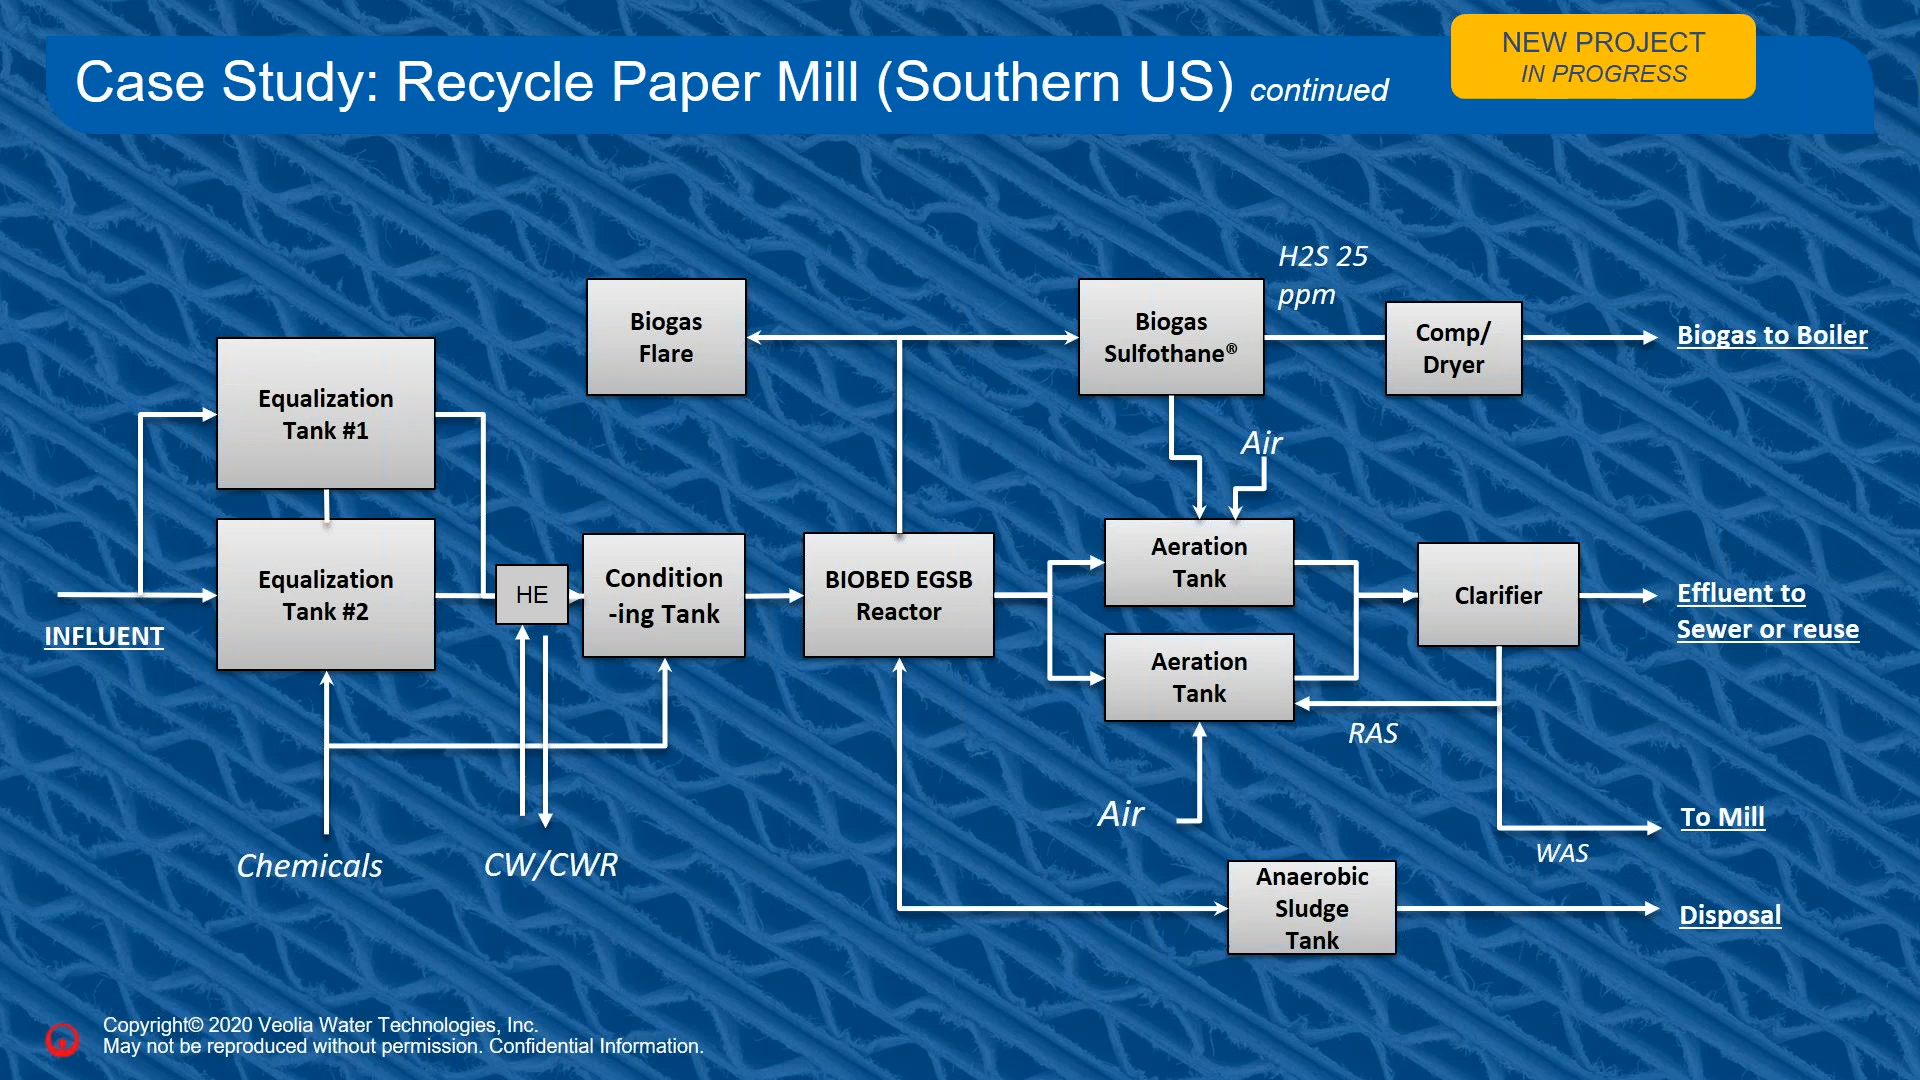 NEW PROJECT
IN PROGRESS
Case Study: Recycle Paper Mill (Southern US) continued
H2S 25
ppm
Biogas
Flare
Biogas
Sulfothane®
Comp/
Dryer
Biogas to Boiler
Equalization
Tank #1
Air
Equalization
Tank #2
INFLUENT
HE
Condition
-ing Tank
BIOBED EGSB
Reactor
Aeration
Tank
Aeration
Tank
Clarifier
Effluent to
Sewer or reuse
RAS
Air
To Mill
WAS
Chemicals
CW/CWR
Anaerobic
Sludge
Tank
Disposal
Copyright© 2020 Veolia Water Technologies, Inc.
May not be reproduced without permission. Confidential Information.